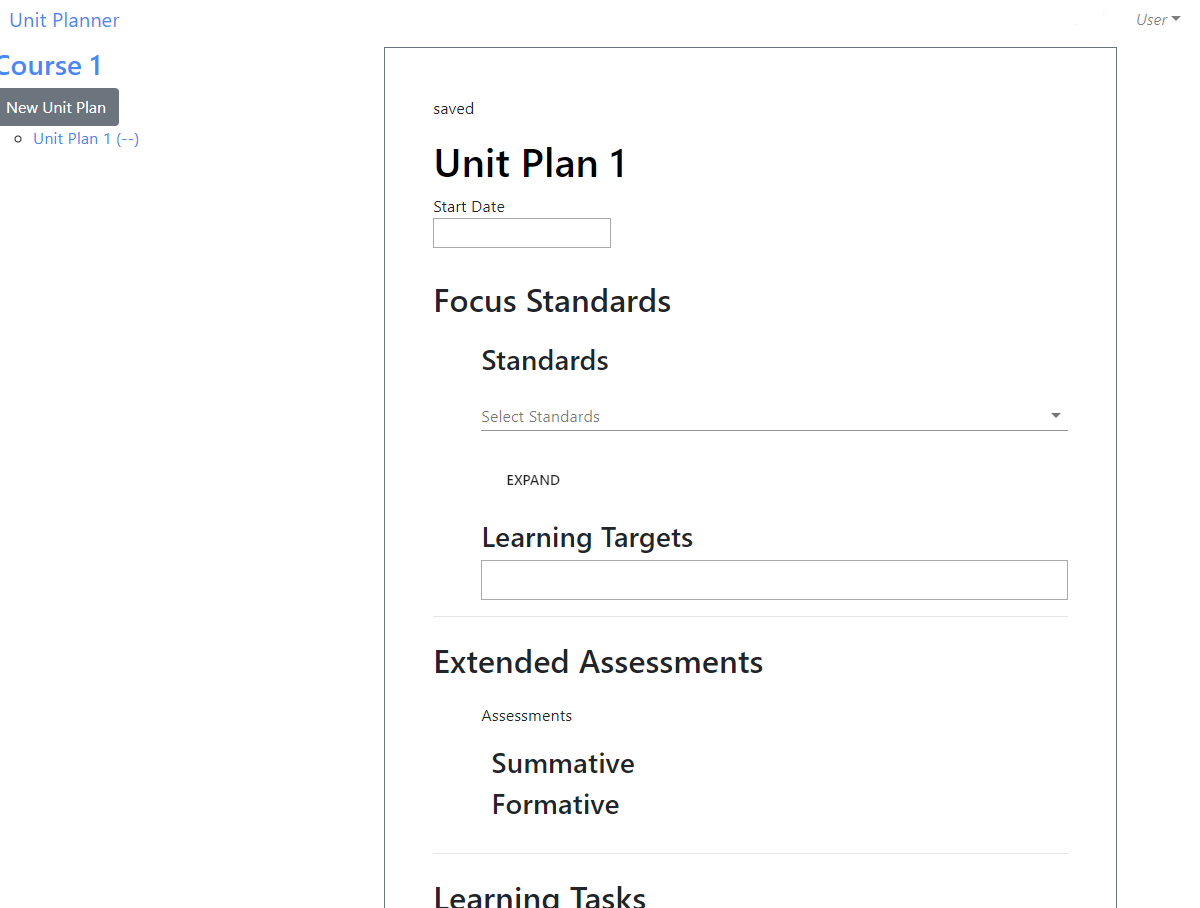 Unit Planner
User
Course 1
New Unit Plan
Unit Plan 1 (--)
saved
Unit Plan 1
Start Date
Focus Standards
Standards
Select Standards
EXPAND
Learning Targets
Extended Assessments
Assessments
Summative
Formative
Learning Tasks